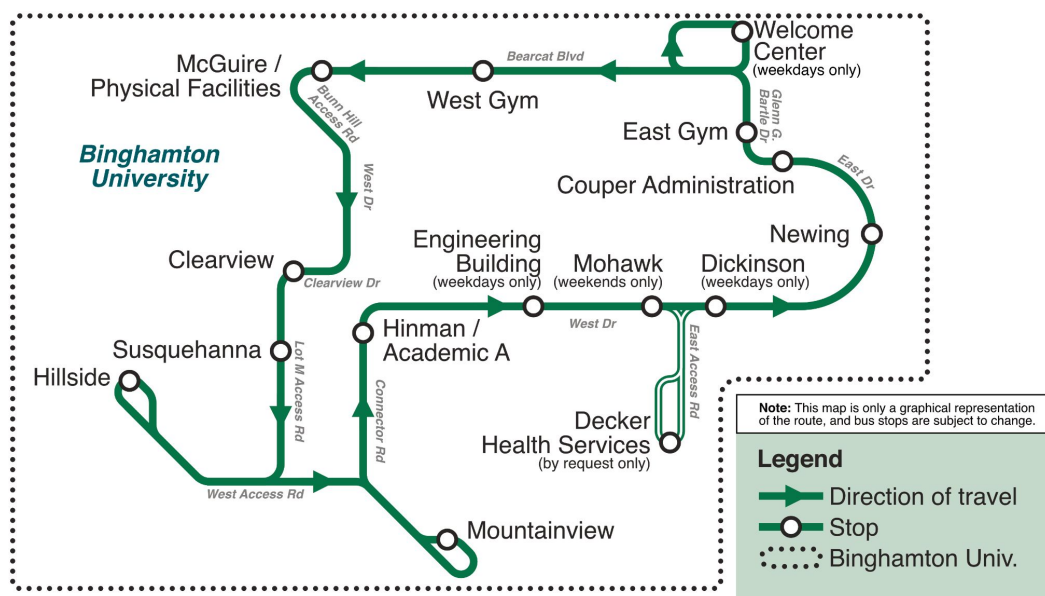 Welcome
Center
(weekdays only)
Bearcat Blvd
McGuire /
Physical Facilities
West Gym
Bunn Hill
Access Rd
Glenn G.
Bartle Dr
East Gym
Binghamton
University
Couper Administration
East Dr
West Dr
Newing
Clearview
Clearview Dr
Engineering
Building
(weekdays only)
Mohawk
(weekends only)
Dickinson
(weekdays only)
West Dr
Hinman /
Academic A
Susquehanna
Lot M Access Rd
East Access Rd
Hillside
Connector Rd
Decker
Health Services
(by request only)
West Access Rd
Mountainview
Note: This map is only a graphical representation
of the route, and bus stops are subject to change.
Legend
Direction of travel
Stop
Binghamton Univ.